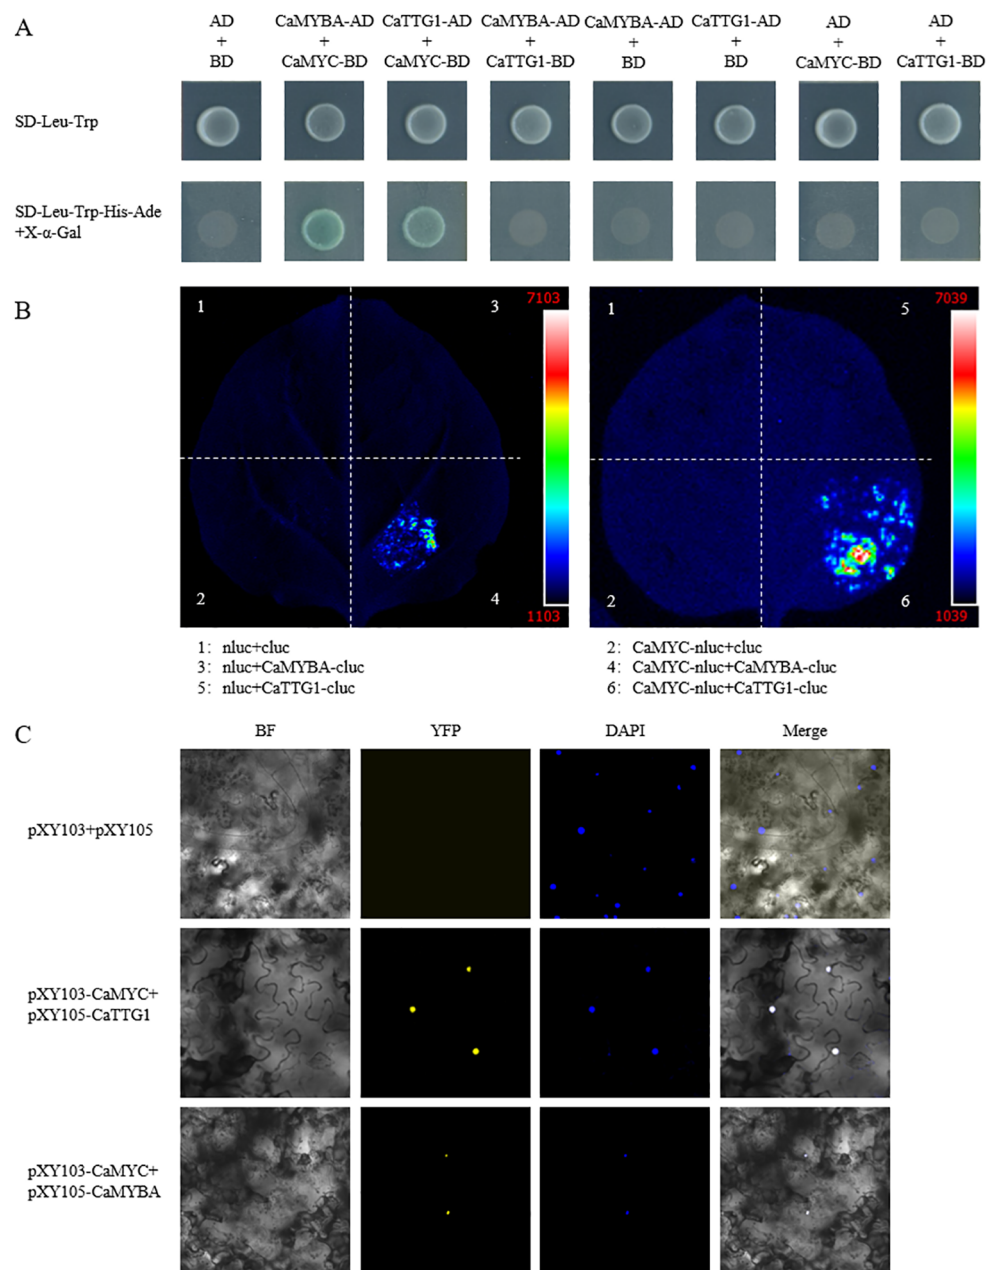 A
AD CaMYBA-AD CaTTG1-AD CaMYBA-AD CaMYBA-AD CaTTG1-AD AD AD
+ + + + + + + +
BD CaMYC-BD CaMYC-BD CaTTG1-BD BD BD CaMYC-BD CaTTG1-BD
SD-Leu-Trp
SD-Leu-Trp-His-Ade
+X-α-Gal
B
1 3 7103 1 5 7039
2 4 1103 2 6 1039
1: nluc+cluc 2: CaMYC-nluc+cluc
3: nluc+CaMYBA-cluc 4: CaMYC-nluc+CaMYBA-cluc
5: nluc+CaTTG1-cluc 6: CaMYC-nluc+CaTTG1-cluc
C
BF YFP DAPI Merge
pXY103+pXY105
pXY103-CaMYC+
pXY105-CaTTG1
pXY103-CaMYC+
pXY105-CaMYBA